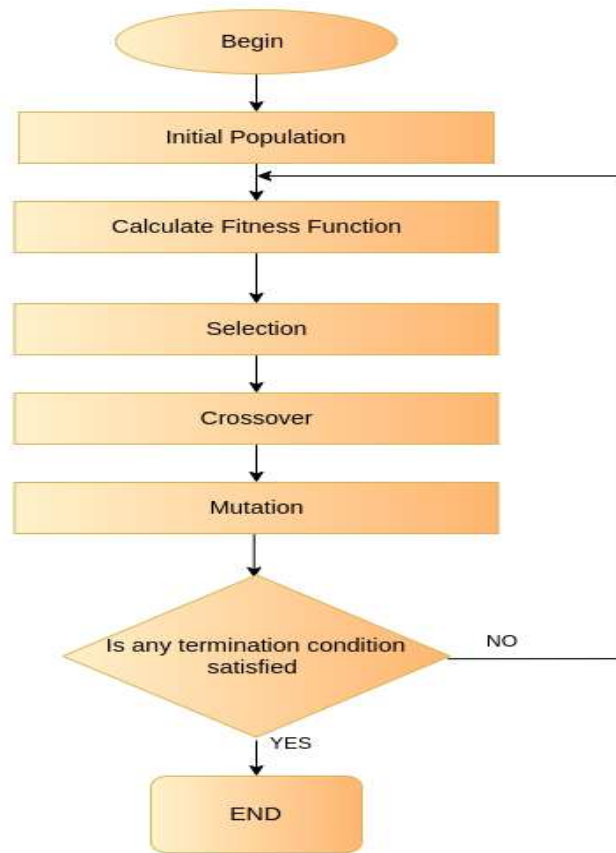 Begin
Initial Population
Calculate Fitness Function
Selection
Crossover
Mutation
Is any termination condition
satisfied
NO
YES
END